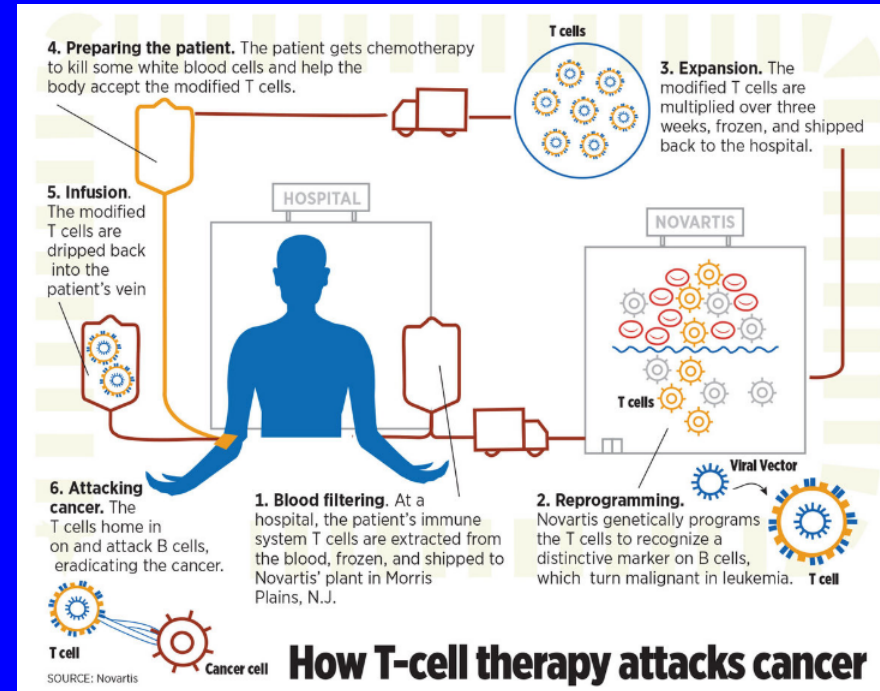 T cells
4. Preparing the patient. The patient gets chemotherapy
to kill some white blood cells and help the
body accept the modified T cells.
3. Expansion. The
modified T cells are
multiplied over three
weeks, frozen, and shipped
back to the hospital.
5. Infusion.
The modified
T cells are
dripped back
into the
patient's vein
HOSPITAL
NOVARTIS
T cells
6. Attacking
cancer. The
T cells home in
on and attack B cells,
eradicating the cancer.
1. Blood filtering. At a
hospital, the patient's immune
system T cells are extracted from
the blood, frozen, and shipped to
Novartis' plant in Morris
Plains, N.J.
2. Reprogramming.
Novartis genetically programs
the T cells to recognize a
distinctive marker on B cells,
which turn malignant in leukemia.
Viral Vector
T cell
T cell
Cancer cell
SOURCE: Novartis
How T-cell therapy attacks cancer